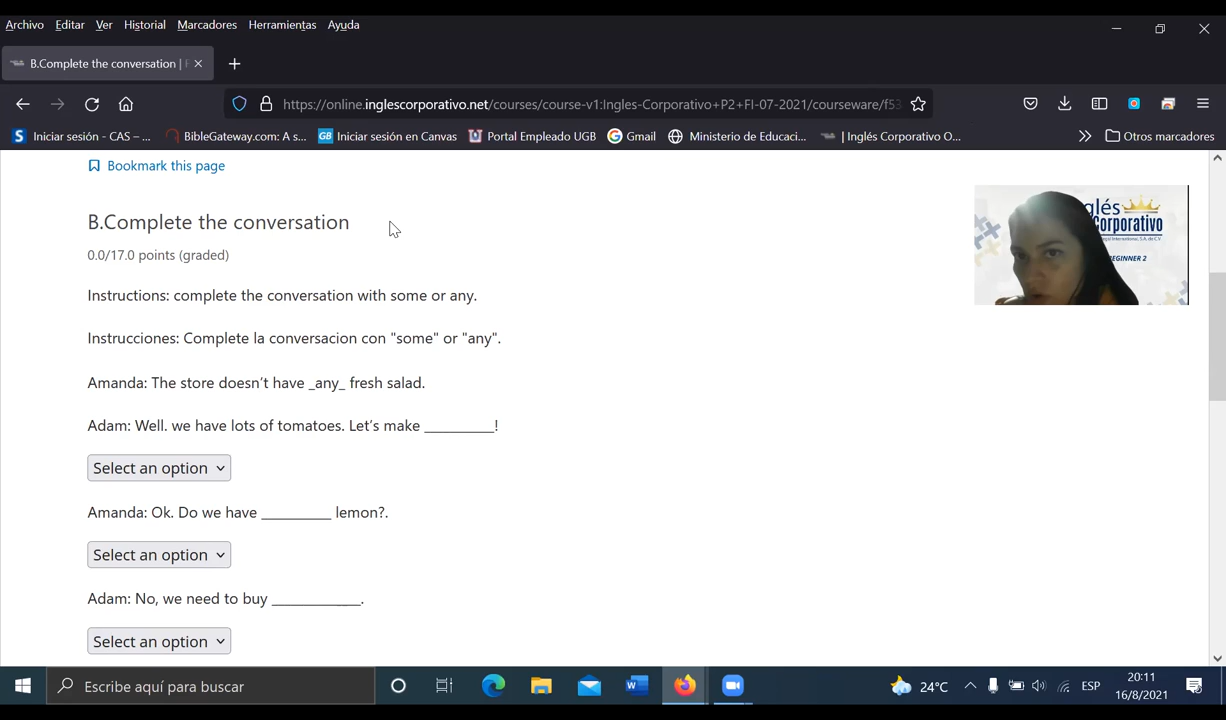 Archivo Editar Ver Historial Marcadores Herramientas Ayuda
B.Complete the conversation |
https://online.inglescorporativo.net/courses/course-v1:Ingles-Corporativo+P2+FI-07-2021/courseware/f53
Iniciar sesión - CAS – ... BibleGateway.com: A s... Iniciar sesión en Canvas Portal Empleado UGB Gmail Ministerio de Educaci... | Inglés Corporativo O... Otros marcadores
Bookmark this page
B.Complete the conversation
0.0/17.0 points (graded)
Instructions: complete the conversation with some or any.
Instrucciones: Complete la conversacion con "some" or "any".
Amanda: The store doesn't have _any_ fresh salad.
Adam: Well. we have lots of tomatoes. Let's make __________!
Select an option
Amanda: Ok. Do we have __________ lemon?.
Select an option
Adam: No, we need to buy _____________.
Select an option
glés
Corporativo
BEGINNER 2
Escribe aquí para buscar
24°C ESP 20:11
16/8/2021